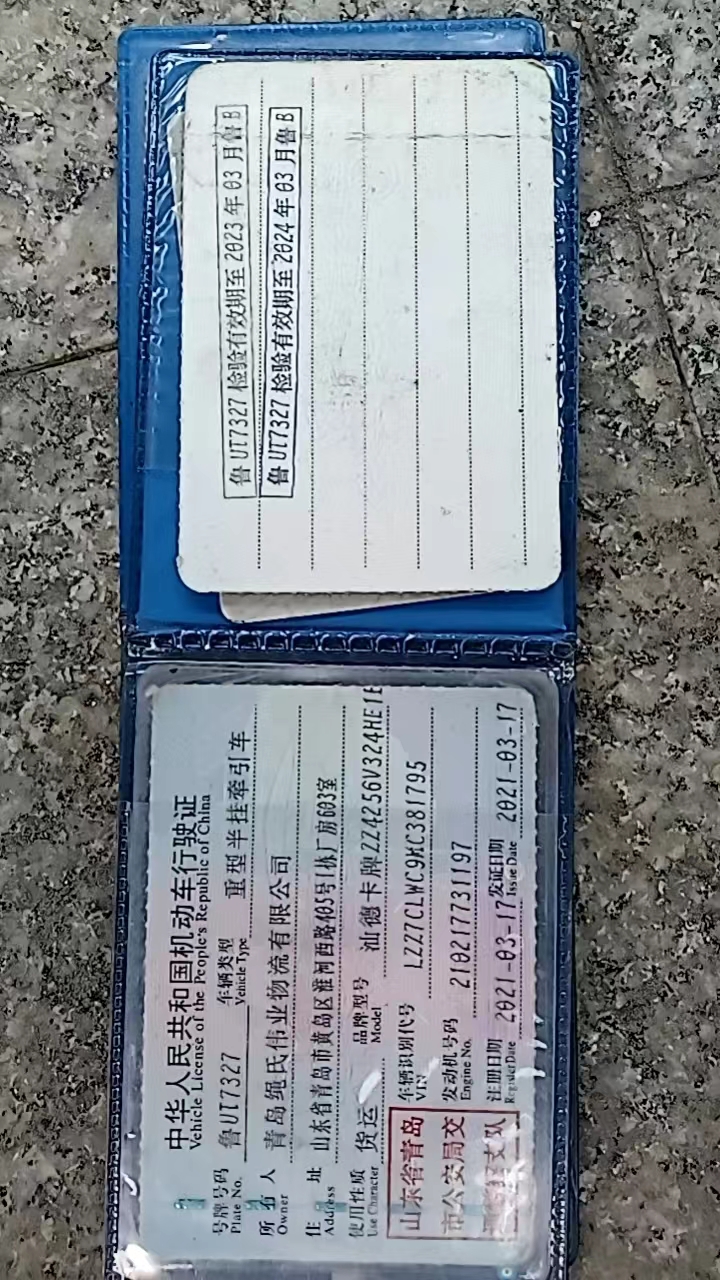 鲁UT7327 检验有效期至2023年03月鲁B
鲁UT7327 检验有效期至2024年03月鲁B
中华人民共和国机动车行驶证
Vehicle License of the People's Republic of China
号牌号码 鲁UT7327 车辆类型 重型半挂牵引车
Plate No. Vehicle Type
所有人 青岛绳氏伟业物流有限公司
Owner
住址 山东省青岛市黄岛区淮河西路405号1栋厂房603室
Address
使用性质 货运 品牌型号 汕德卡牌ZZ4256V324HE1B
Use Character Model
车辆识别代号 LZZ7CLWC9KC381795
VIN
发动机号码 210217731197
Engine No.
注册日期 2021-03-17 发证日期 2021-03-17
Register Date Issue Date
山东省青岛
市公安局交
支队